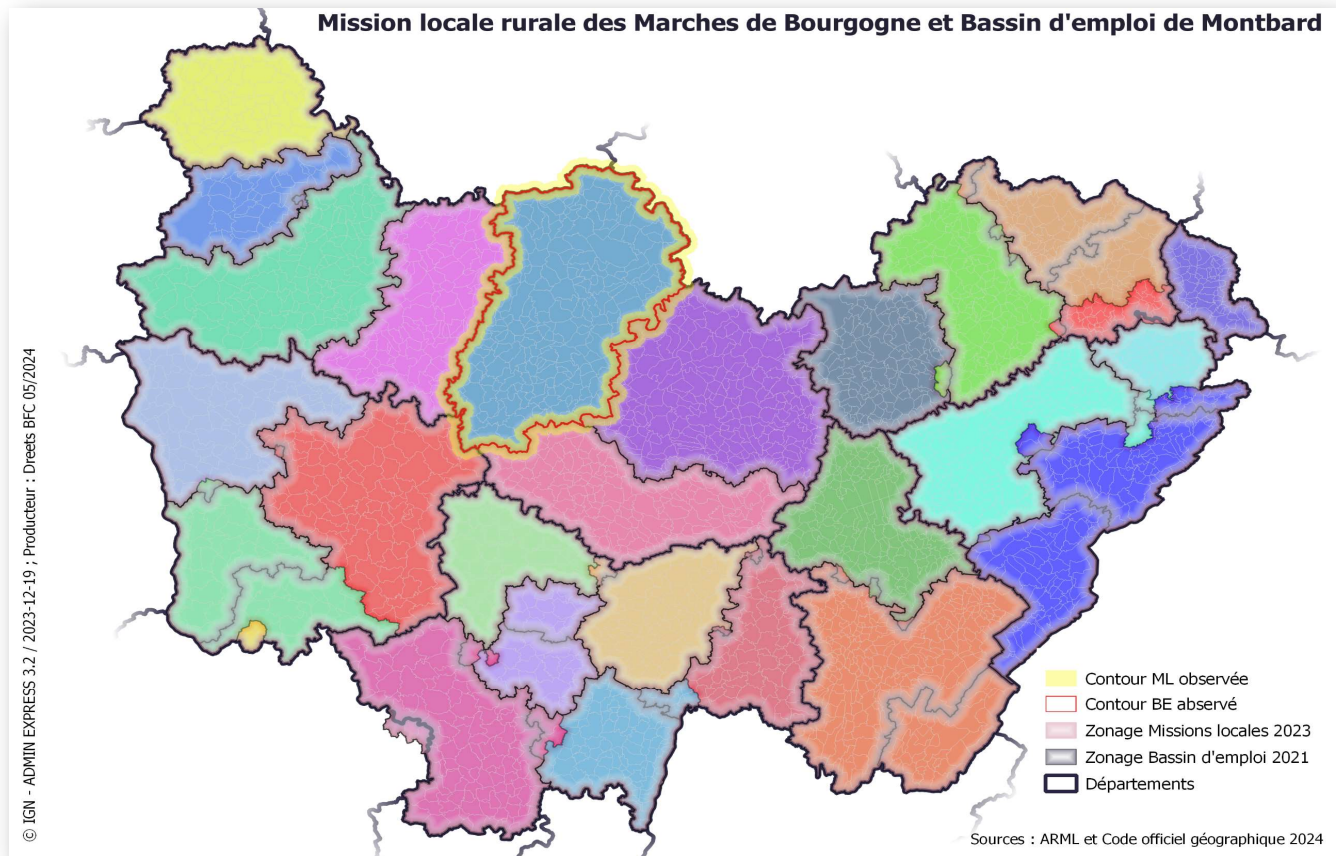 Mission locale rurale des Marches de Bourgogne et Bassin d'emploi de Montbard
© IGN - ADMIN EXPRESS 3.2 / 2023-12-19 ; Producteur : Dreets BFC 05/2024
Contour ML observée
Contour BE abservé
Zonage Missions locales 2023
Zonage Bassin d'emploi 2021
Départements
Sources : ARML et Code officiel géographique 2024